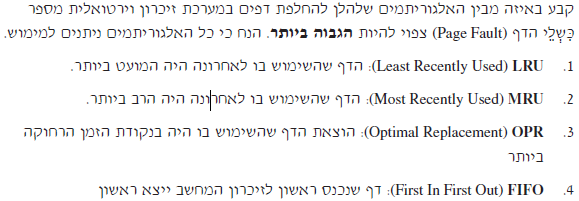 קבע באיזה מבין האלגוריתמים שלהלן להחלפת דפים במערכת זיכרון וירטואלית מספר
כִּשְלֵי הדף (Page Fault) צפוי להיות הגבוה ביותר. הנח כי כל האלגוריתמים ניתנים למימוש.
1. LRU (Least Recently Used): הדף שהשימוש בו לאחרונה היה המועט ביותר.
2. MRU (Most Recently Used): הדף שהשימוש בו לאחרונה היה הרב ביותר.
3. OPR (Optimal Replacement): הוצאת הדף שהשימוש בו היה בנקודת הזמן הרחוקה
ביותר
4. FIFO (First In First Out): דף שנכנס ראשון לזיכרון המחשב ייצא ראשון